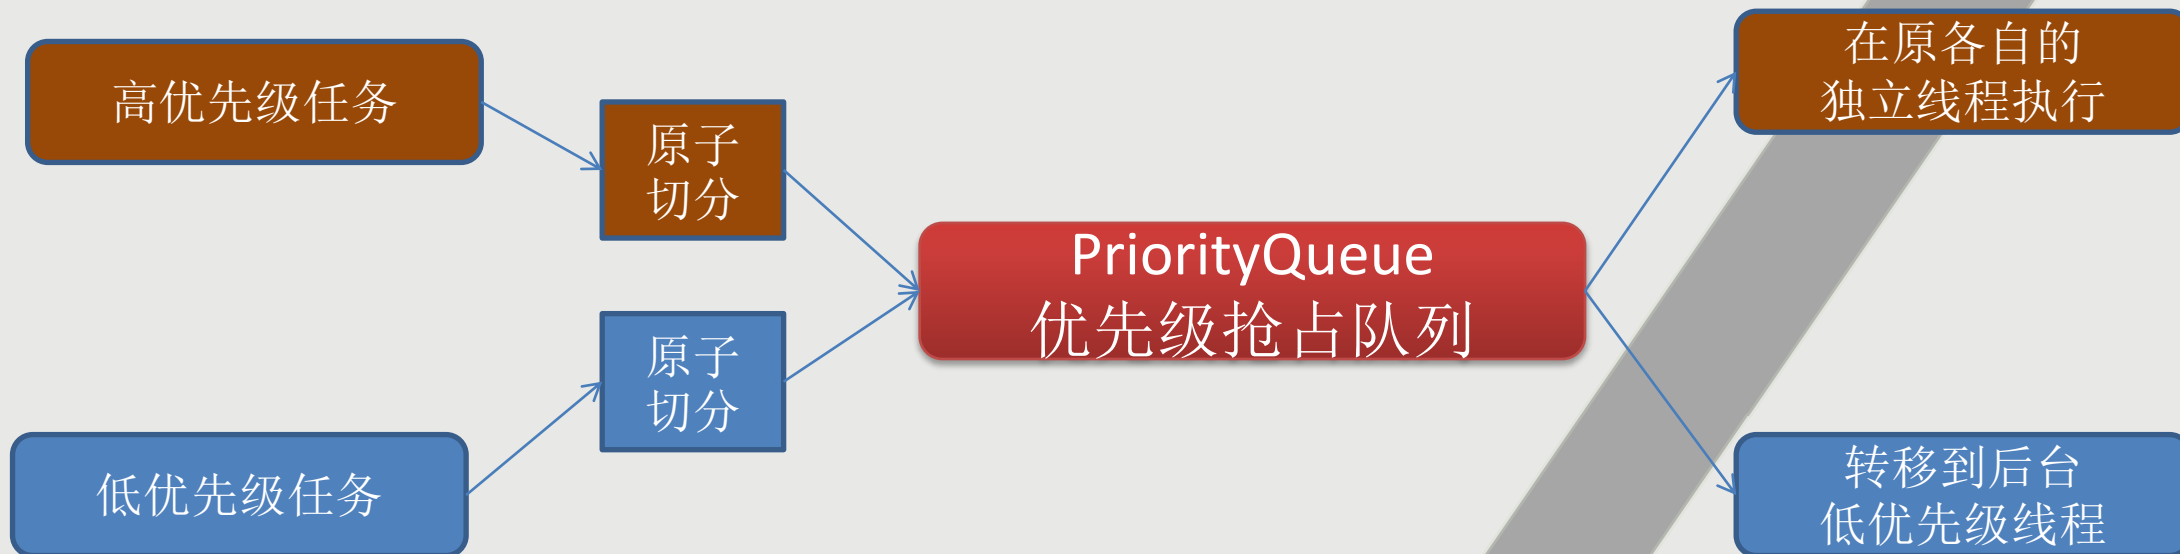 高优先级任务
原子
切分
低优先级任务
原子
切分
PriorityQueue
优先级抢占队列
在原各自的
独立线程执行
转移到后台
低优先级线程